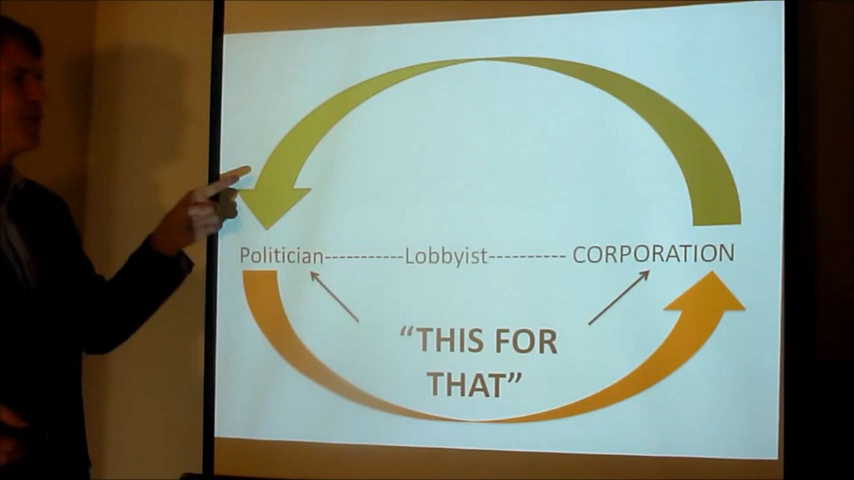 Politician----------Lobbyist---------- CORPORATION
“THIS FOR
THAT”